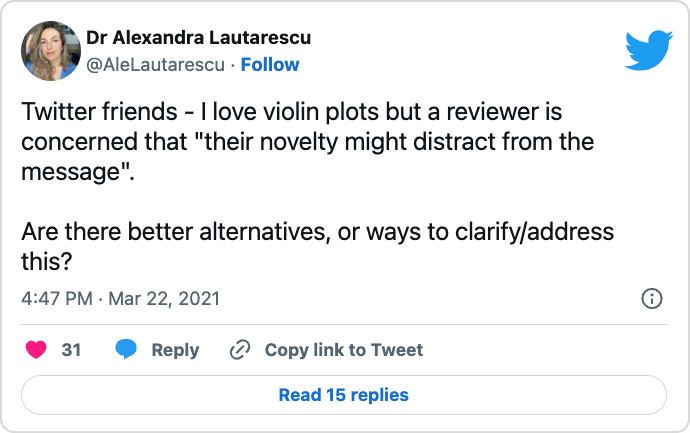 Dr Alexandra Lautarescu
@AleLautarescu · Follow
Twitter friends - I love violin plots but a reviewer is
concerned that "their novelty might distract from the
message".
Are there better alternatives, or ways to clarify/address
this?
4:47 PM · Mar 22, 2021
31 Reply Copy link to Tweet
Read 15 replies